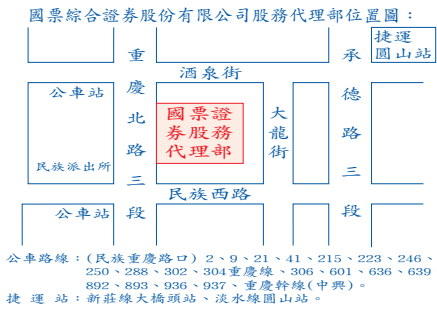 國票綜合證券股份有限公司股務代理部位置圖：
捷運
圓山站
重慶北路三段
酒泉街
承德路三段
公車站
國票證
券股務
代理部
大龍街
民族派出所
民族西路
公車站
公車路線：(民族重慶路口) 2、9、21、41、215、223、246、
250、288、302、304重慶線、306、601、636、639
892、893、936、937、重慶幹線(中興)。
捷 運 站：新莊線大橋頭站、淡水線圓山站。